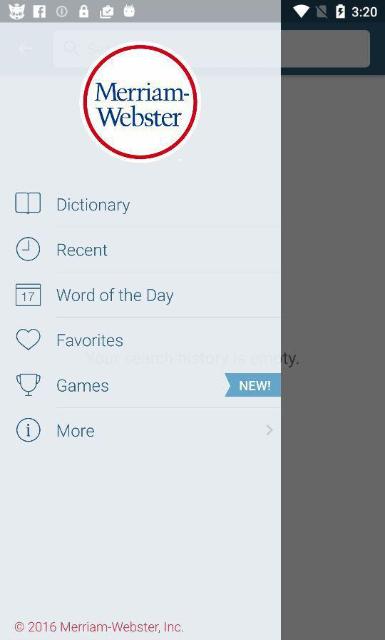 3:20
Merriam-
Webster
Dictionary
Recent
17
Word of the Day
Favorites
Your search history is empty.
Games
NEW!
More
© 2016 Merriam-Webster, Inc.